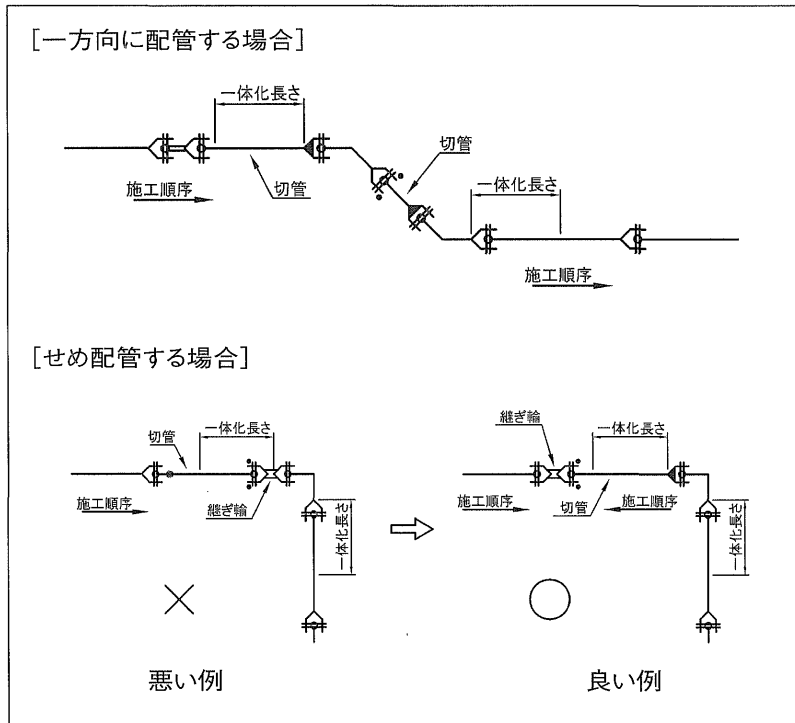 [一方向に配管する場合]
一体化長さ
切管
切管
一体化長さ
施工順序
施工順序
[せめ配管する場合]
継ぎ輪
一体化長さ
一体化長さ
切管
施工順序
継ぎ輪
一体化長さ
施工順序
切管
施工順序
一体化長さ
悪い例
良い例